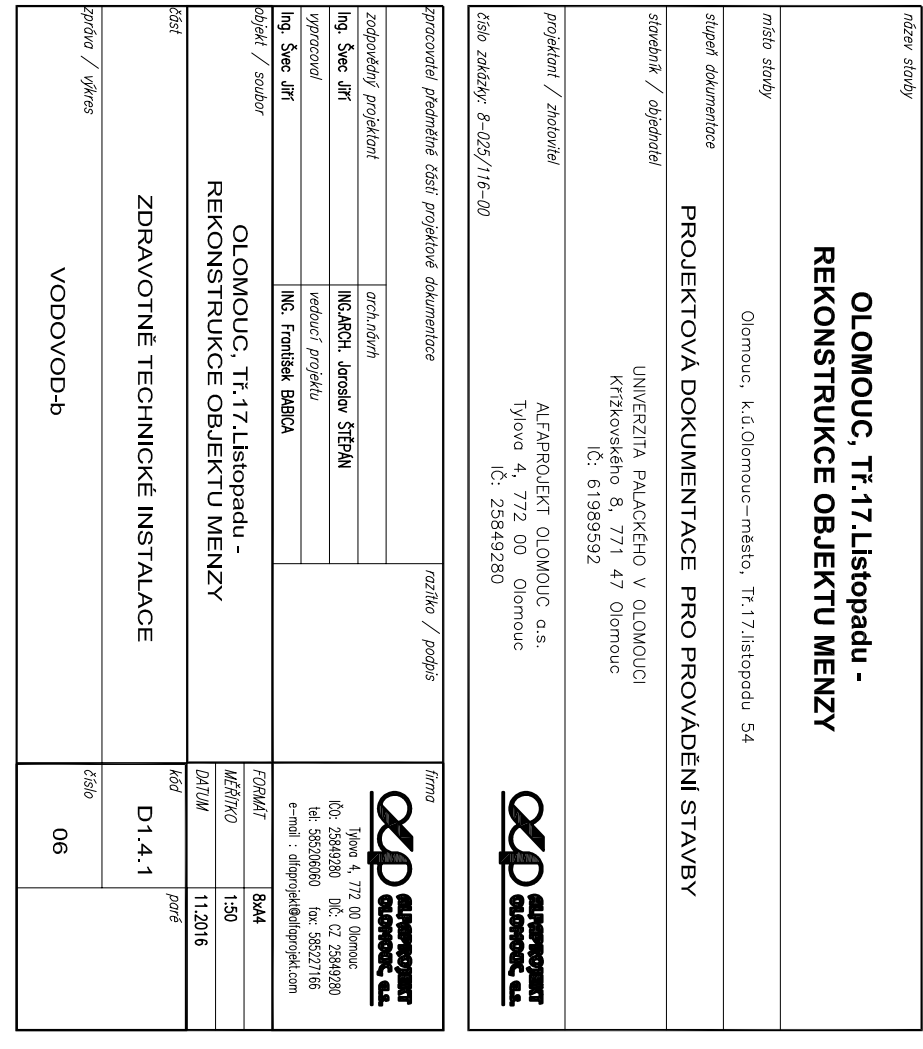 název stavby
OLOMOUC, Tř.17.Listopadu -
REKONSTRUKCE OBJEKTU MENZY
místo stavby
Olomouc, k.ú.Olomouc-město, Tř.17.listopadu 54
stupeň dokumentace
PROJEKTOVÁ DOKUMENTACE PRO PROVÁDĚNÍ STAVBY
stavebník / objednatel
UNIVERZITA PALACKÉHO V OLOMOUCI
Křížkovského 8, 771 47 Olomouc
IČ: 61989592
projektant / zhotovitel
ALFAPROJEKT OLOMOUC a.s.
Tylova 4, 772 00 Olomouc
IČ: 25849280
ALFAPROJEKT
OLOMOUC, a.s.
číslo zakázky: 8-025/116-00
zpracovatel předmětné části projektové dokumentace
razítko / podpis
firma
zodpovědný projektant
arch.návrh
Ing. Švec Jiří
ING.ARCH. Jaroslav ŠTĚPÁN
vypracoval
vedoucí projektu
Ing. Švec Jiří
ING. František BABICA
ALFAPROJEKT
OLOMOUC, a.s.
Tylova 4, 772 00 Olomouc
IČO: 25849280 DIČ: CZ 25849280
tel: 585206060 fax: 585227166
e-mail : alfaprojekt@alfaprojekt.com
objekt / soubor
OLOMOUC, Tř.17.Listopadu -
REKONSTRUKCE OBJEKTU MENZY
FORMÁT
8xA4
MĚŘÍTKO
1:50
DATUM
11.2016
část
ZDRAVOTNĚ TECHNICKÉ INSTALACE
kód
D1.4.1
paré
zpráva / výkres
VODOVOD-b
číslo
06